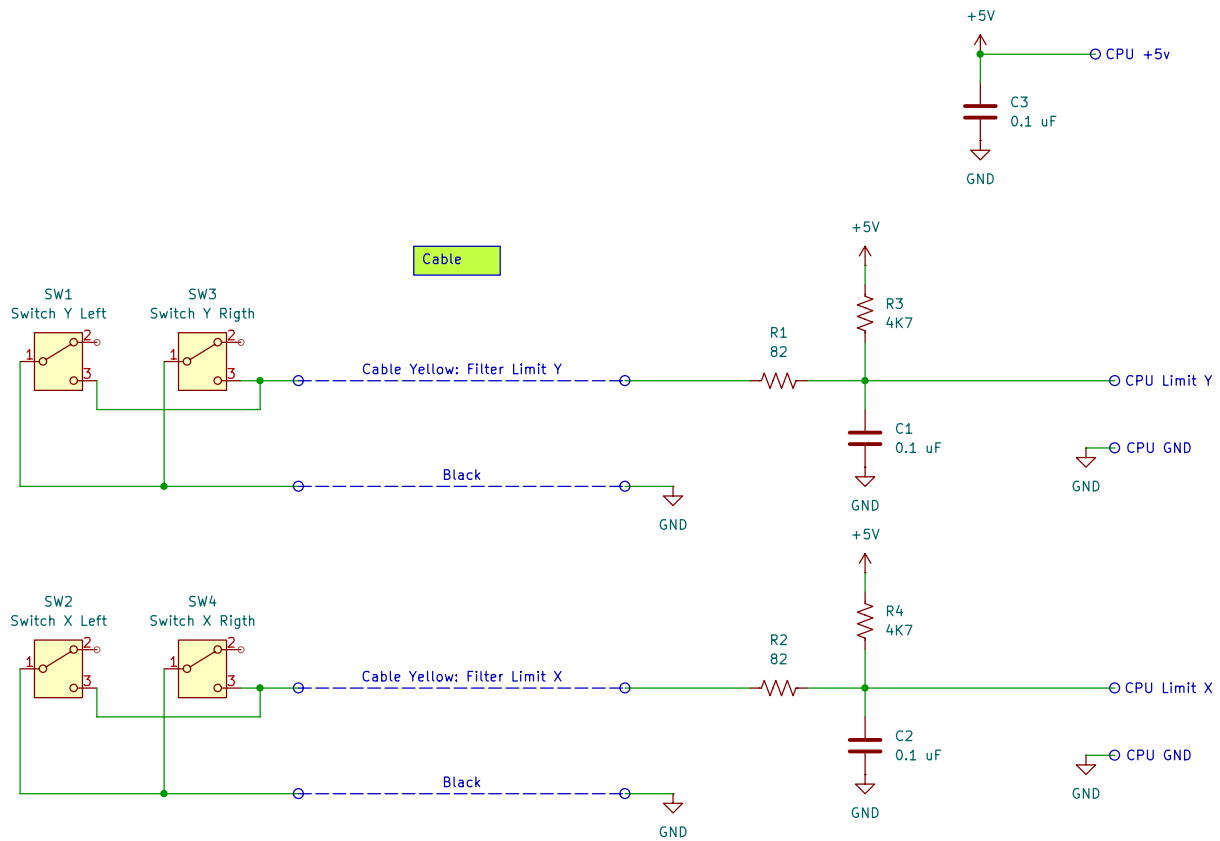 +5V
CPU +5v
C3
0.1 uF
GND
+5V
Cable
SW1
Switch Y Left
SW3
Switch Y Rigth
R3
4K7
R1
82
1
2
3
1
2
3
Cable Yellow: Filter Limit Y
CPU Limit Y
C1
0.1 uF
CPU GND
GND
Black
GND
GND
+5V
SW2
Switch X Left
SW4
Switch X Rigth
R4
4K7
R2
82
1
2
3
1
2
3
Cable Yellow: Filter Limit X
CPU Limit X
C2
0.1 uF
CPU GND
GND
Black
GND
GND